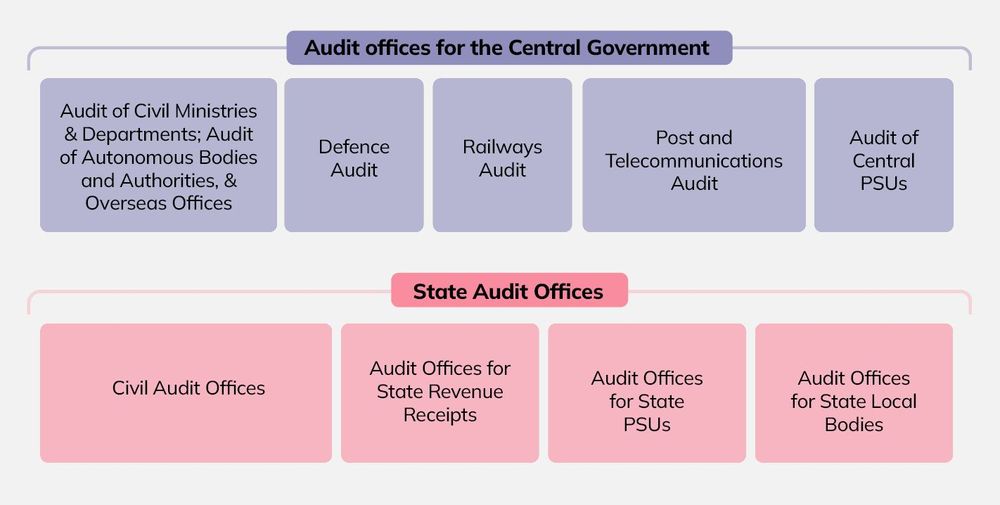 Audit offices for the Central Government
Audit of Civil Ministries
& Departments; Audit
of Autonomous Bodies
and Authorities, &
Overseas Offices
Defence
Audit
Railways
Audit
Post and
Telecommunications
Audit
Audit of
Central
PSUs
State Audit Offices
Civil Audit Offices
Audit Offices for
State Revenue
Receipts
Audit Offices
for State
PSUs
Audit Offices
for State Local
Bodies